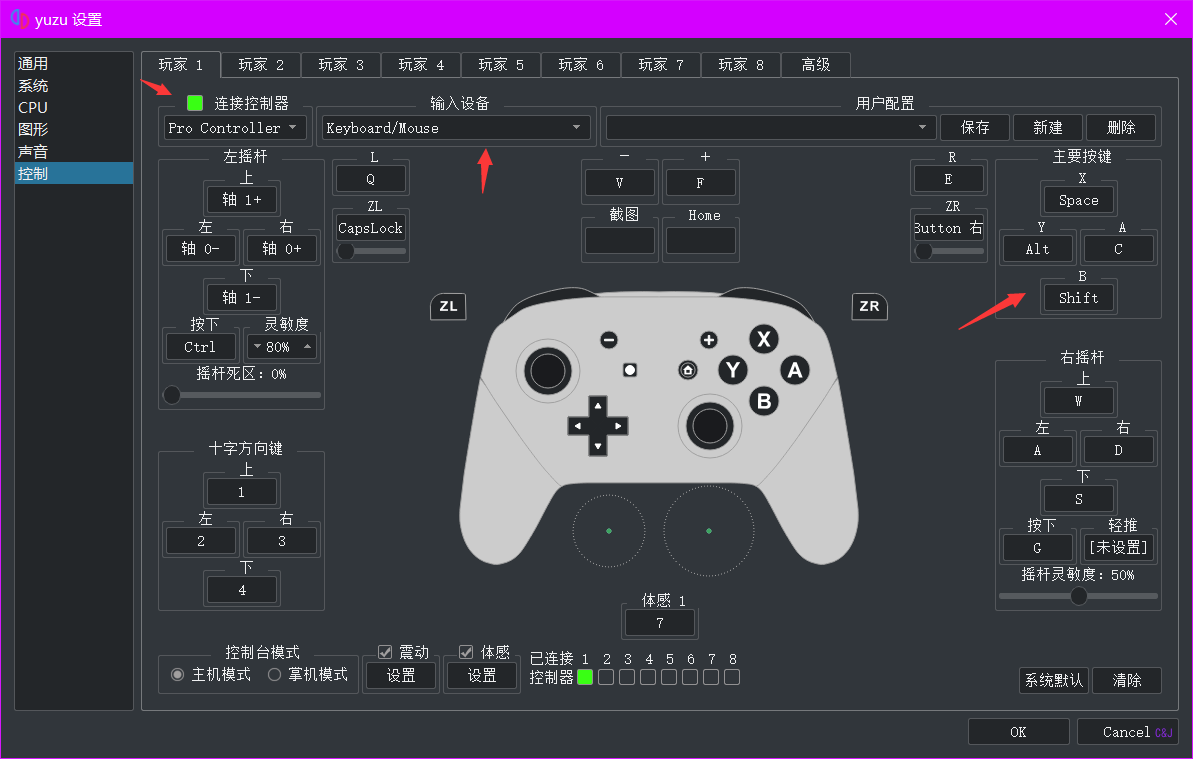 yuzu 设置
通用
系统
CPU
图形
声音
控制
玩家 1
玩家 2
玩家 3
玩家 4
玩家 5
玩家 6
玩家 7
玩家 8
高级
连接控制器
Pro Controller
输入设备
Keyboard/Mouse
用户配置
保存
新建
删除
左摇杆
上
轴 1+
左
右
轴 0-
轴 0+
下
轴 1-
按下
灵敏度
Ctrl
80%
摇杆死区：0%
L
Q
ZL
CapsLock
−
+
V
F
截图
Home
R
E
ZR
Button 右
主要按键
X
Space
Y
A
Alt
C
B
Shift
ZL
ZR
X
Y
A
B
十字方向键
上
1
左
右
2
3
下
4
右摇杆
上
W
左
右
A
D
下
S
按下
轻推
G
[未设置]
摇杆灵敏度：50%
体感 1
7
控制台模式
主机模式
掌机模式
震动
设置
体感
设置
已连接 1 2 3 4 5 6 7 8
控制器
系统默认
清除
OK
Cancel
C&J